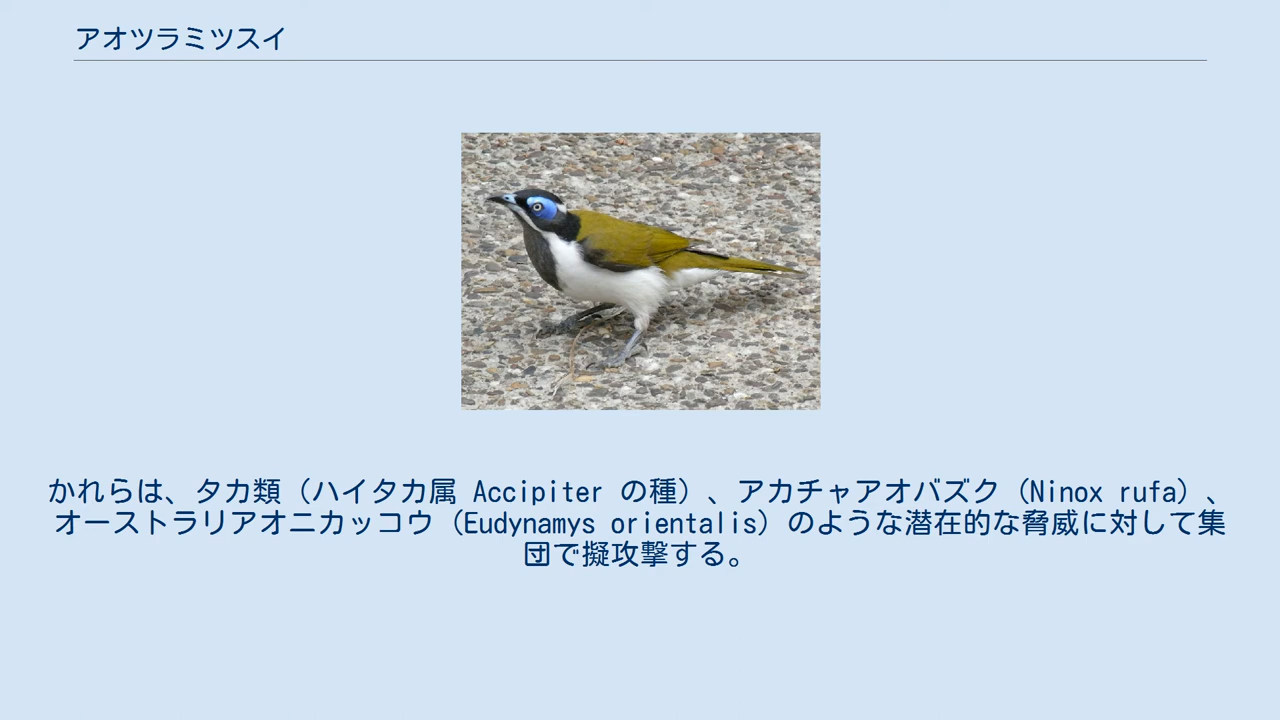 アオツラミツスイ
かれらは、タカ類（ハイタカ属 Accipiter の種）、アカチャアオバズク（Ninox rufa）、
オーストラリアオニカッコウ（Eudynamys orientalis）のような潜在的な脅威に対して集
団で擬攻撃する。